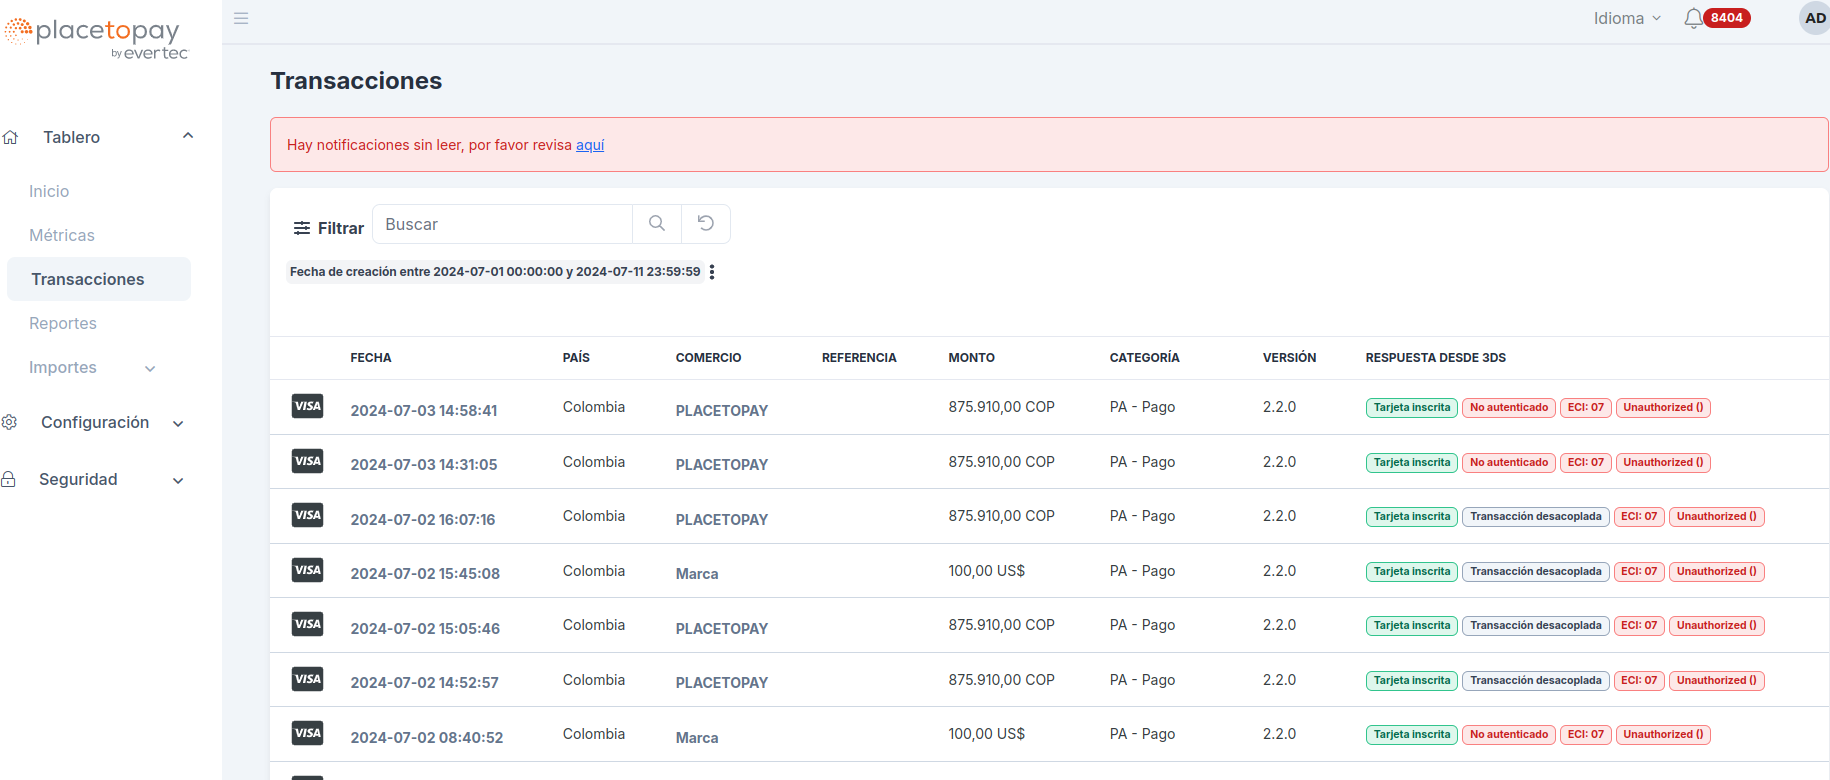 placetopay
by evertec
Idioma
8404
AD
Tablero
Inicio
Métricas
Transacciones
Reportes
Importes
Configuración
Seguridad
Transacciones
Hay notificaciones sin leer, por favor revisa aquí
Filtrar Buscar
Fecha de creación entre 2024-07-01 00:00:00 y 2024-07-11 23:59:59
FECHA PAÍS COMERCIO REFERENCIA MONTO CATEGORÍA VERSIÓN RESPUESTA DESDE 3DS
VISA 2024-07-03 14:58:41 Colombia PLACETOPAY 875.910,00 COP PA - Pago 2.2.0 Tarjeta inscrita No autenticado ECI: 07 Unauthorized ()
VISA 2024-07-03 14:31:05 Colombia PLACETOPAY 875.910,00 COP PA - Pago 2.2.0 Tarjeta inscrita No autenticado ECI: 07 Unauthorized ()
VISA 2024-07-02 16:07:16 Colombia PLACETOPAY 875.910,00 COP PA - Pago 2.2.0 Tarjeta inscrita Transacción desacoplada ECI: 07 Unauthorized ()
VISA 2024-07-02 15:45:08 Colombia Marca 100,00 US$ PA - Pago 2.2.0 Tarjeta inscrita Transacción desacoplada ECI: 07 Unauthorized ()
VISA 2024-07-02 15:05:46 Colombia PLACETOPAY 875.910,00 COP PA - Pago 2.2.0 Tarjeta inscrita Transacción desacoplada ECI: 07 Unauthorized ()
VISA 2024-07-02 14:52:57 Colombia PLACETOPAY 875.910,00 COP PA - Pago 2.2.0 Tarjeta inscrita Transacción desacoplada ECI: 07 Unauthorized ()
VISA 2024-07-02 08:40:52 Colombia Marca 100,00 US$ PA - Pago 2.2.0 Tarjeta inscrita No autenticado ECI: 07 Unauthorized ()